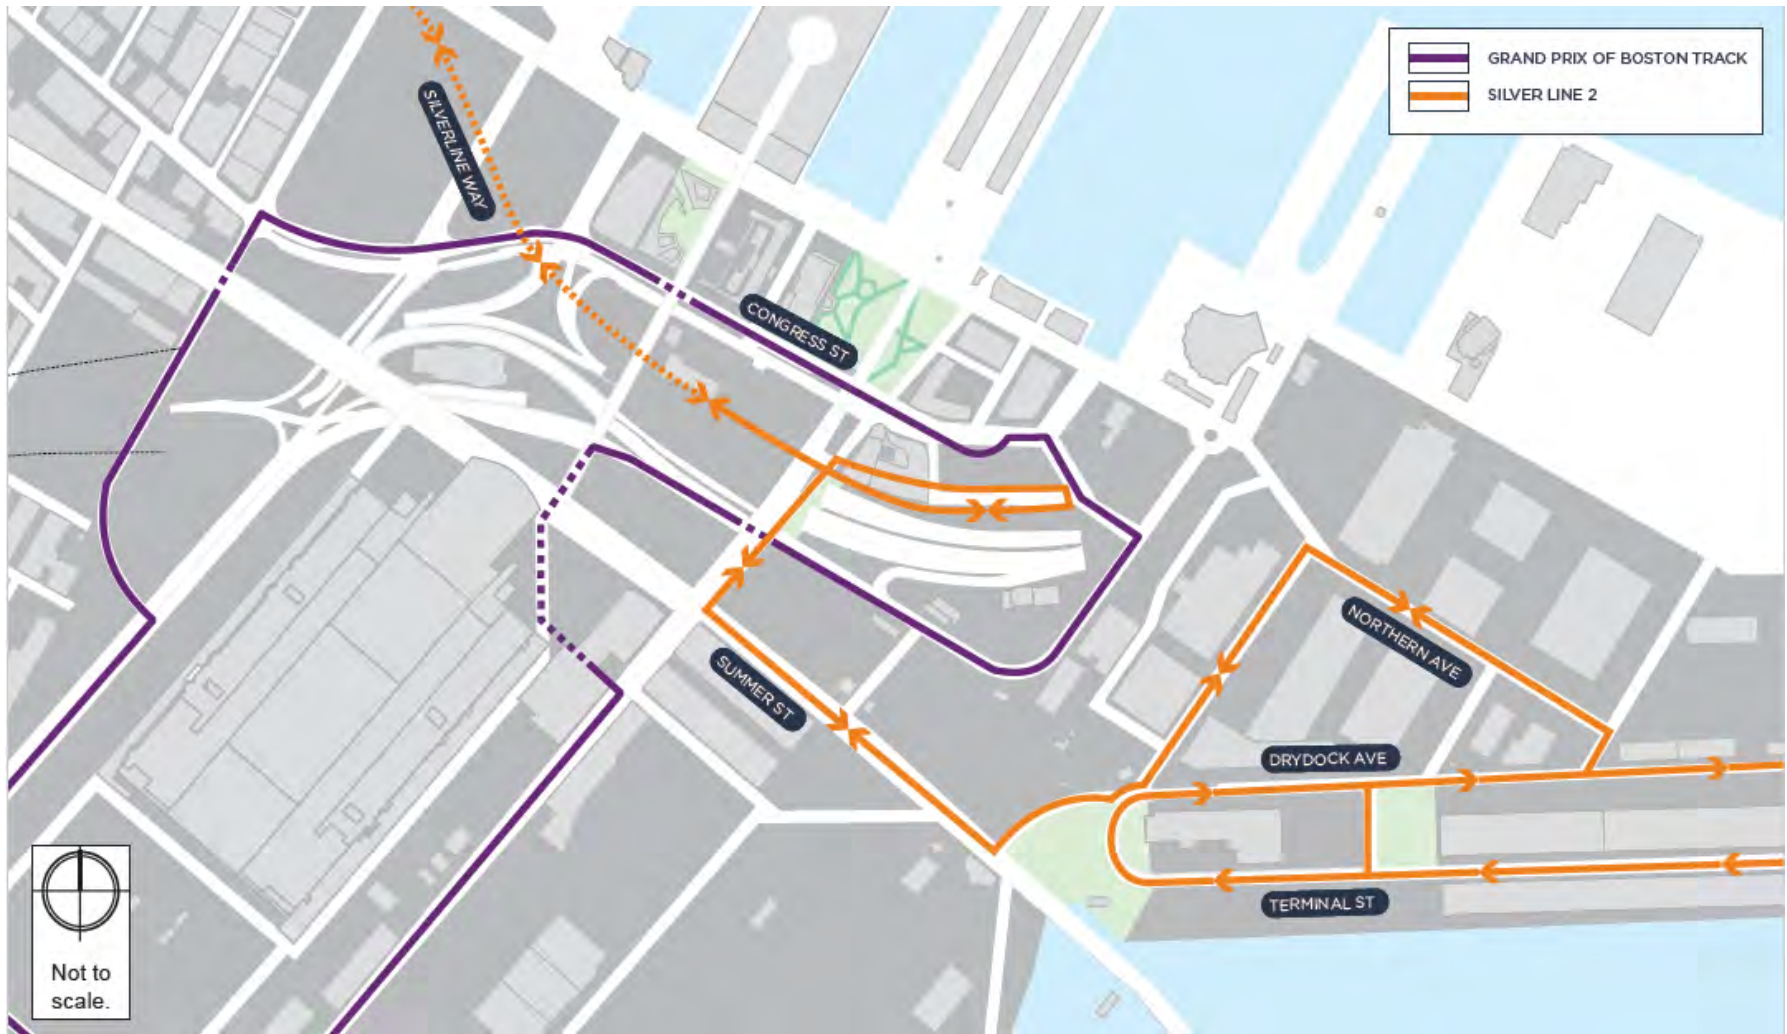 GRAND PRIX OF BOSTON TRACK
SILVER LINE 2
SILVERLINE WAY
CONGRESS ST
NORTHERN AVE
SUMMER ST
DRYDOCK AVE
TERMINAL ST
Not to
scale.